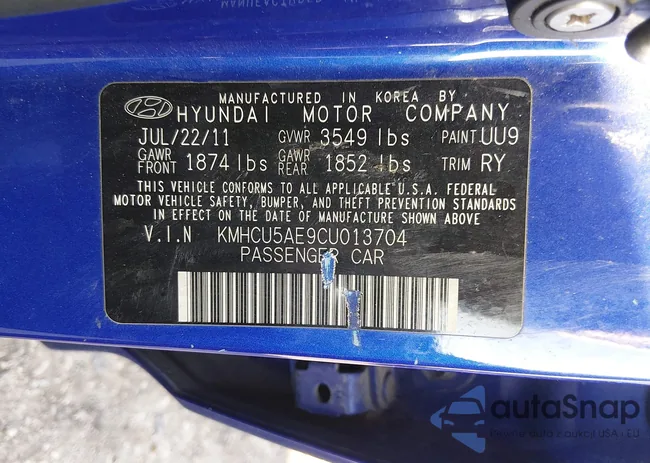 MANUFACTURED IN KOREA BY
HYUNDAI MOTOR COMPANY
JUL/22/11 GVWR 3549 lbs PAINT UU9
GAWR FRONT 1874 lbs GAWR REAR 1852 lbs TRIM RY
THIS VEHICLE CONFORMS TO ALL APPLICABLE U.S.A. FEDERAL
MOTOR VEHICLE SAFETY, BUMPER, AND THEFT PREVENTION STANDARDS
IN EFFECT ON THE DATE OF MANUFACTURE SHOWN ABOVE
V.I.N KMHCU5AE9CU013704
PASSENGER CAR
autaSnap